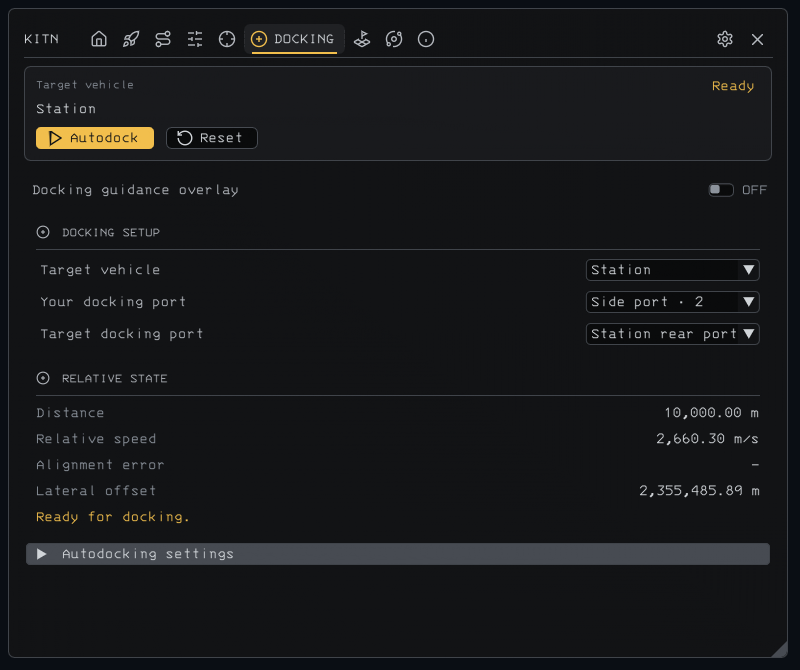 KITN DOCKING
Target vehicle Ready
Station
Autodock Reset
Docking guidance overlay OFF
DOCKING SETUP
Target vehicle Station
Your docking port Side port · 2
Target docking port Station rear port
RELATIVE STATE
Distance 10,000.00 m
Relative speed 2,660.30 m/s
Alignment error –
Lateral offset 2,355,485.89 m
Ready for docking.
Autodocking settings